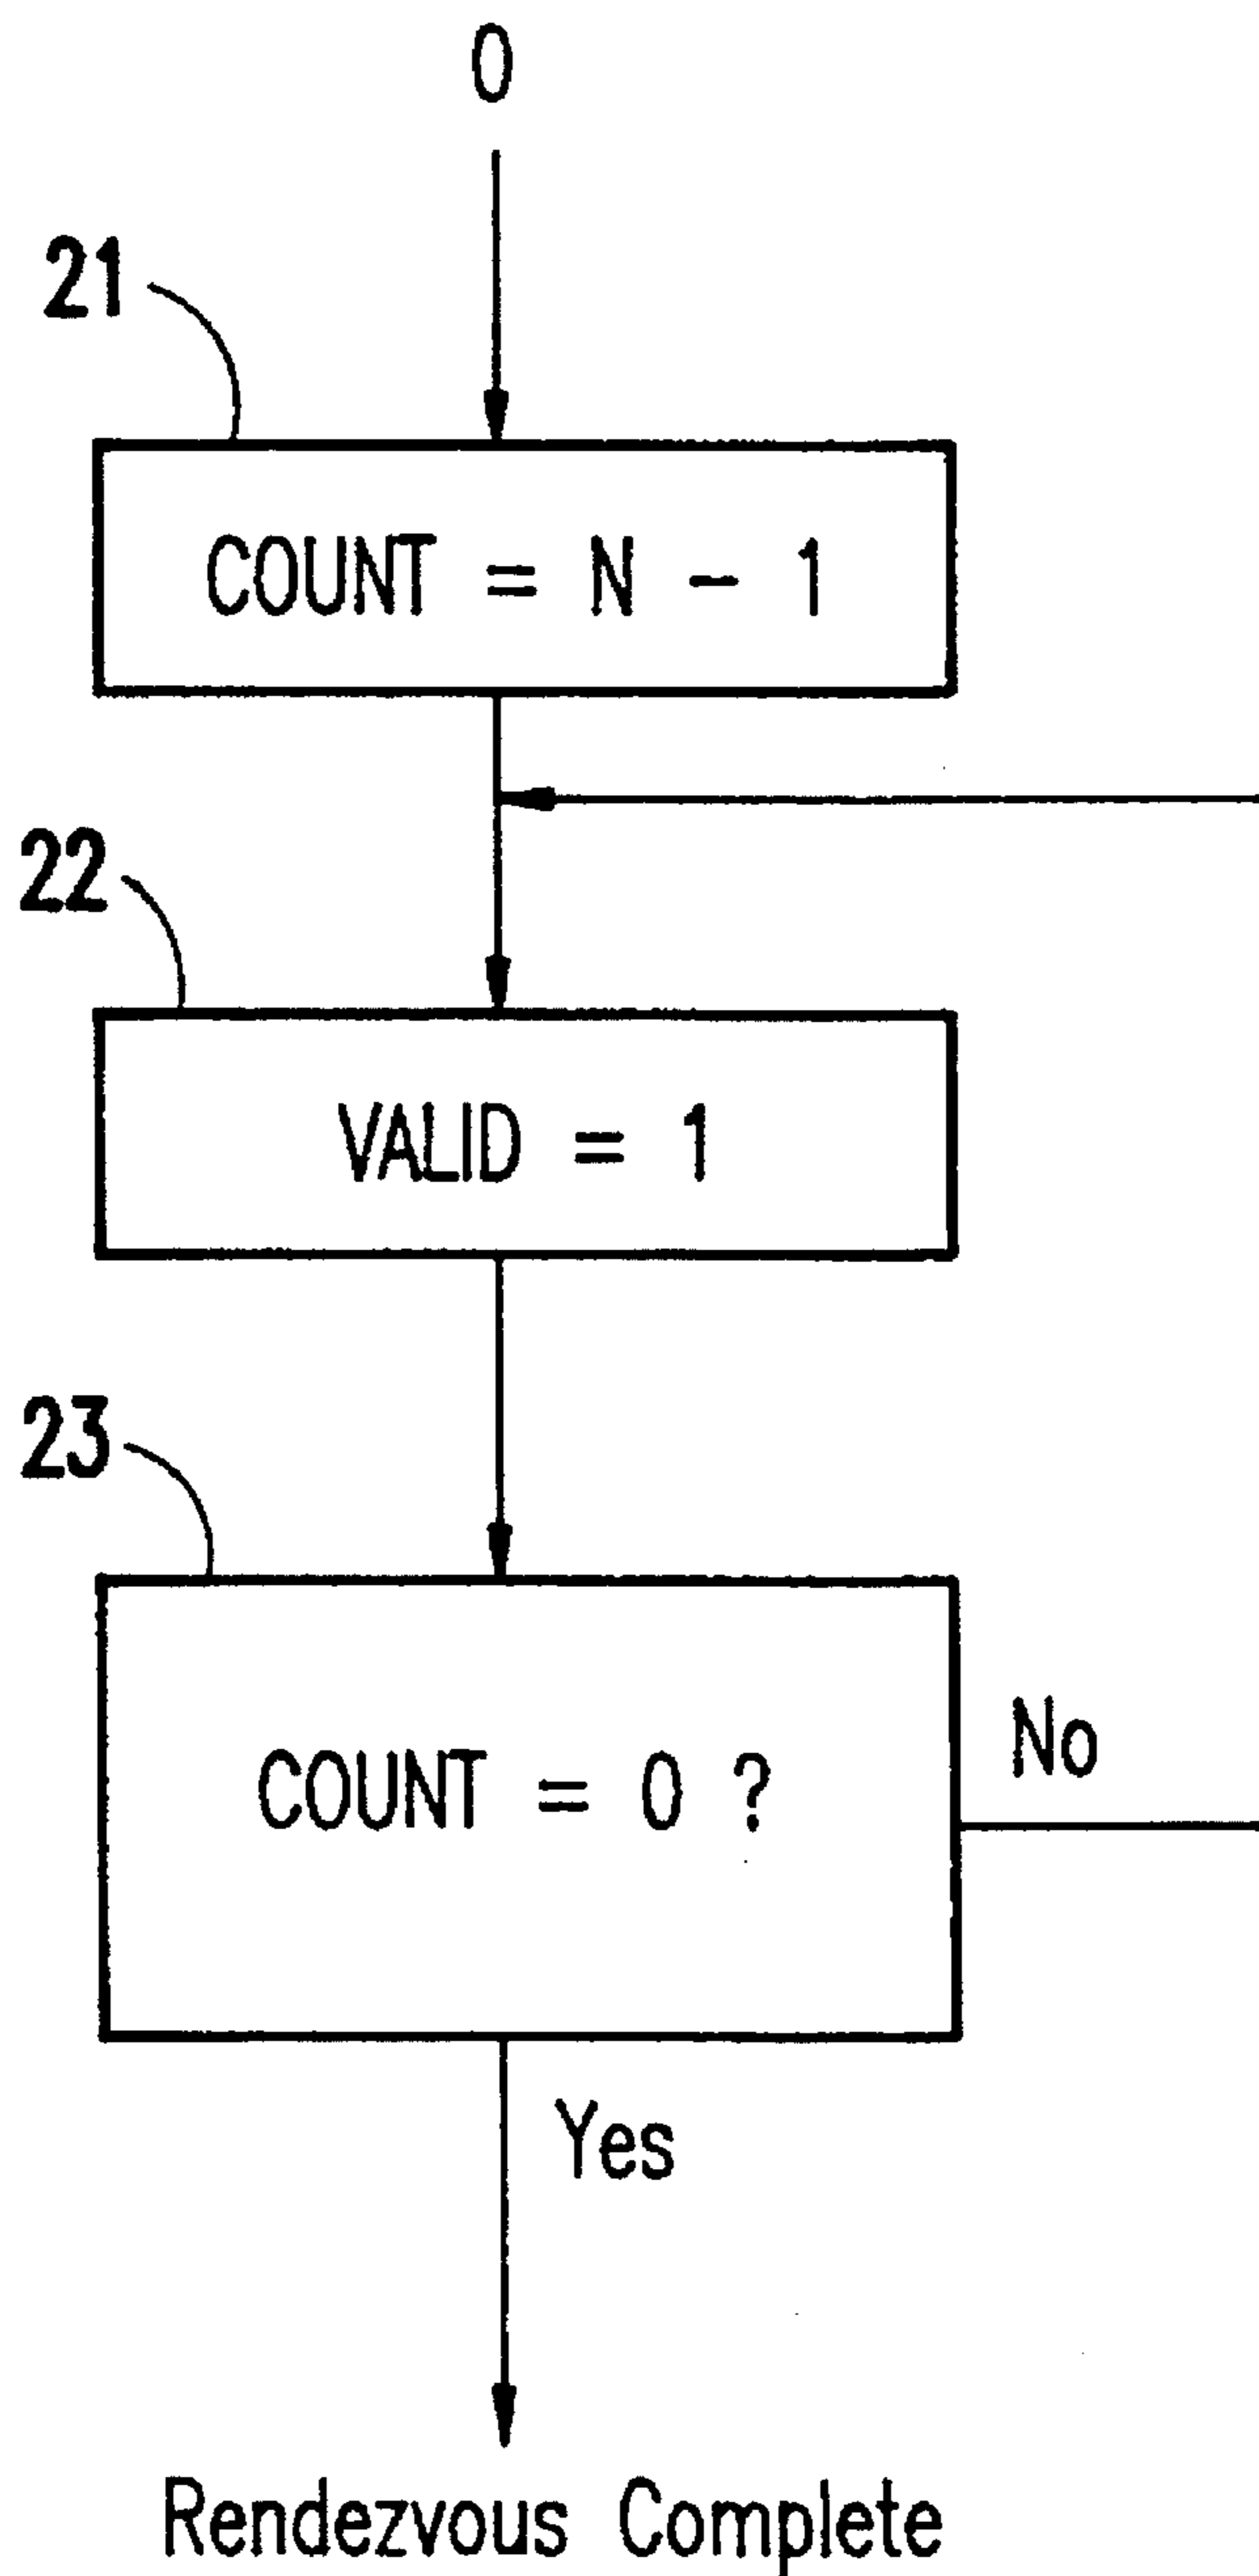 0
21
COUNT = N - 1
22
VALID = 1
23
COUNT = 0 ?
No
Yes
Rendezvous Complete